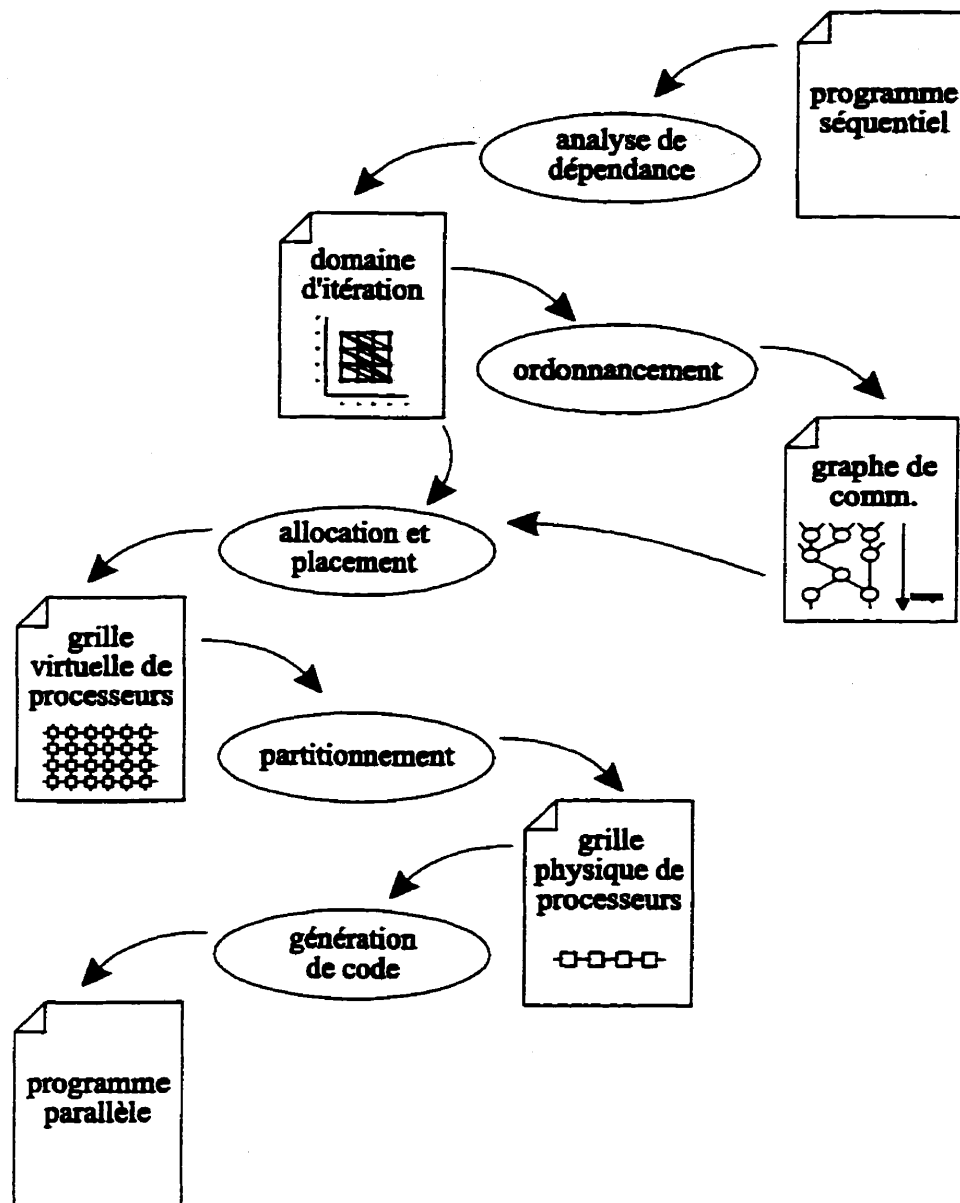 programme
séquentiel
analyse de
dépendance
domaine
d'itération
ordonnancement
graphe de
comm.
allocation et
placement
grille
virtuelle de
processeurs
partitionnement
grille
physique de
processeurs
génération
de code
programme
parallèle